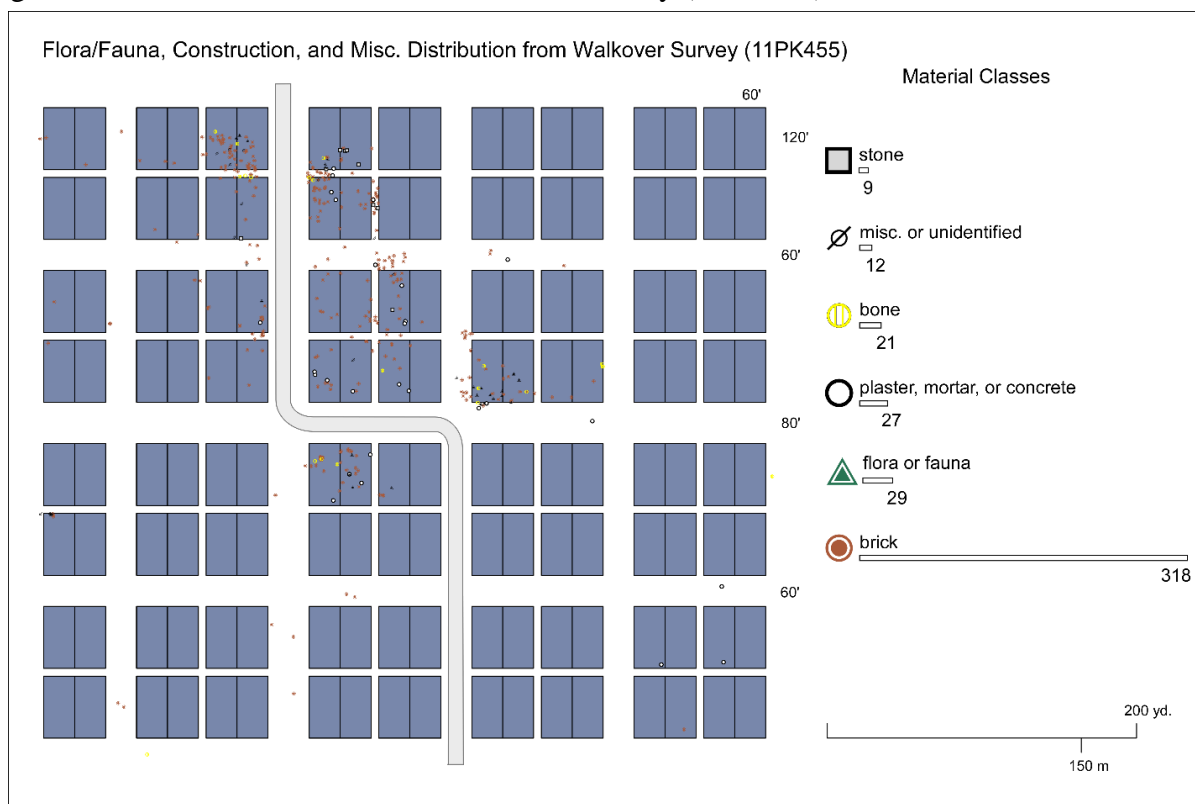 Flora/Fauna, Construction, and Misc. Distribution from Walkover Survey (11PK455)
Material Classes
60'
120'
stone
9
misc. or unidentified
12
60'
bone
21
plaster, mortar, or concrete
27
80'
flora or fauna
29
brick
318
60'
200 yd.
150 m